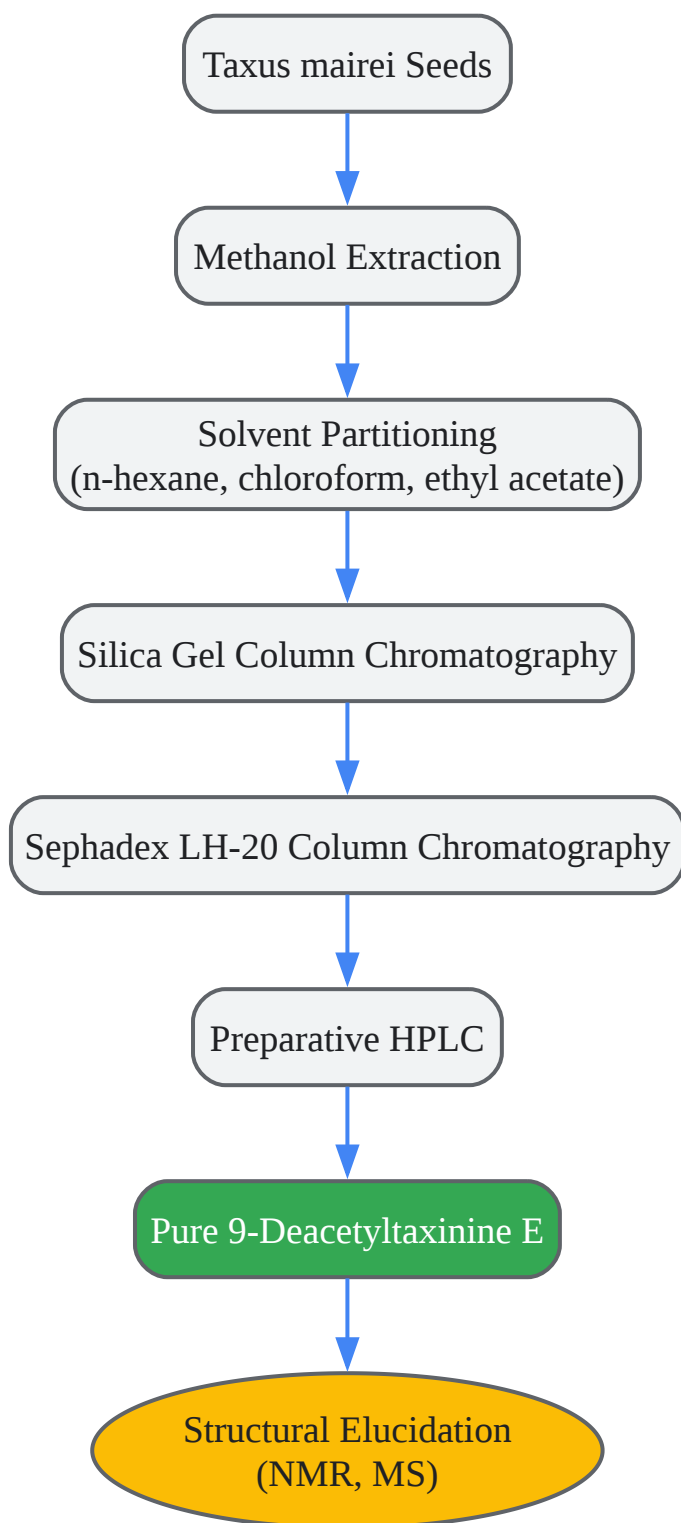 Taxus mairei Seeds
Methanol Extraction
Solvent Partitioning
(n-hexane, chloroform, ethyl acetate)
Silica Gel Column Chromatography
Sephadex LH-20 Column Chromatography
Preparative HPLC
Pure 9-Deacetyltaxinine E
Structural Elucidation
(NMR, MS)